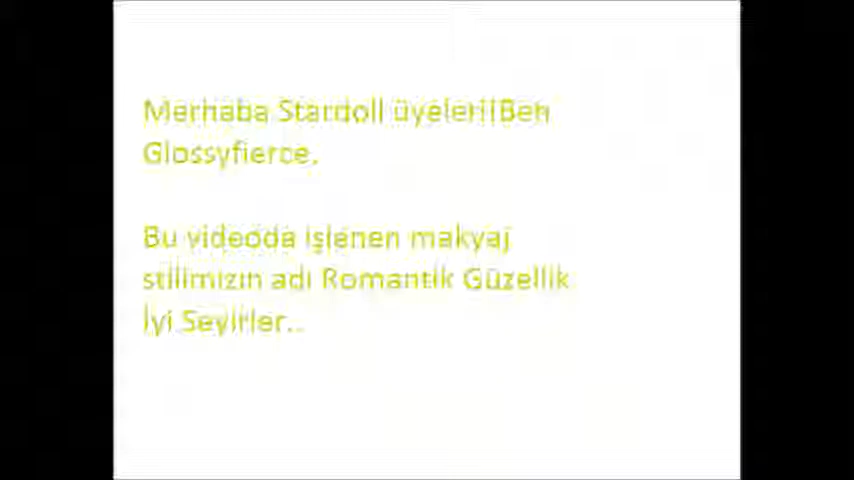 Merhaba Stardoll üyeleri!Ben
Glossyfierce.
Bu videoda işlenen makyaj
stilimizin adı Romantik Güzellik
İyi Seyirler..